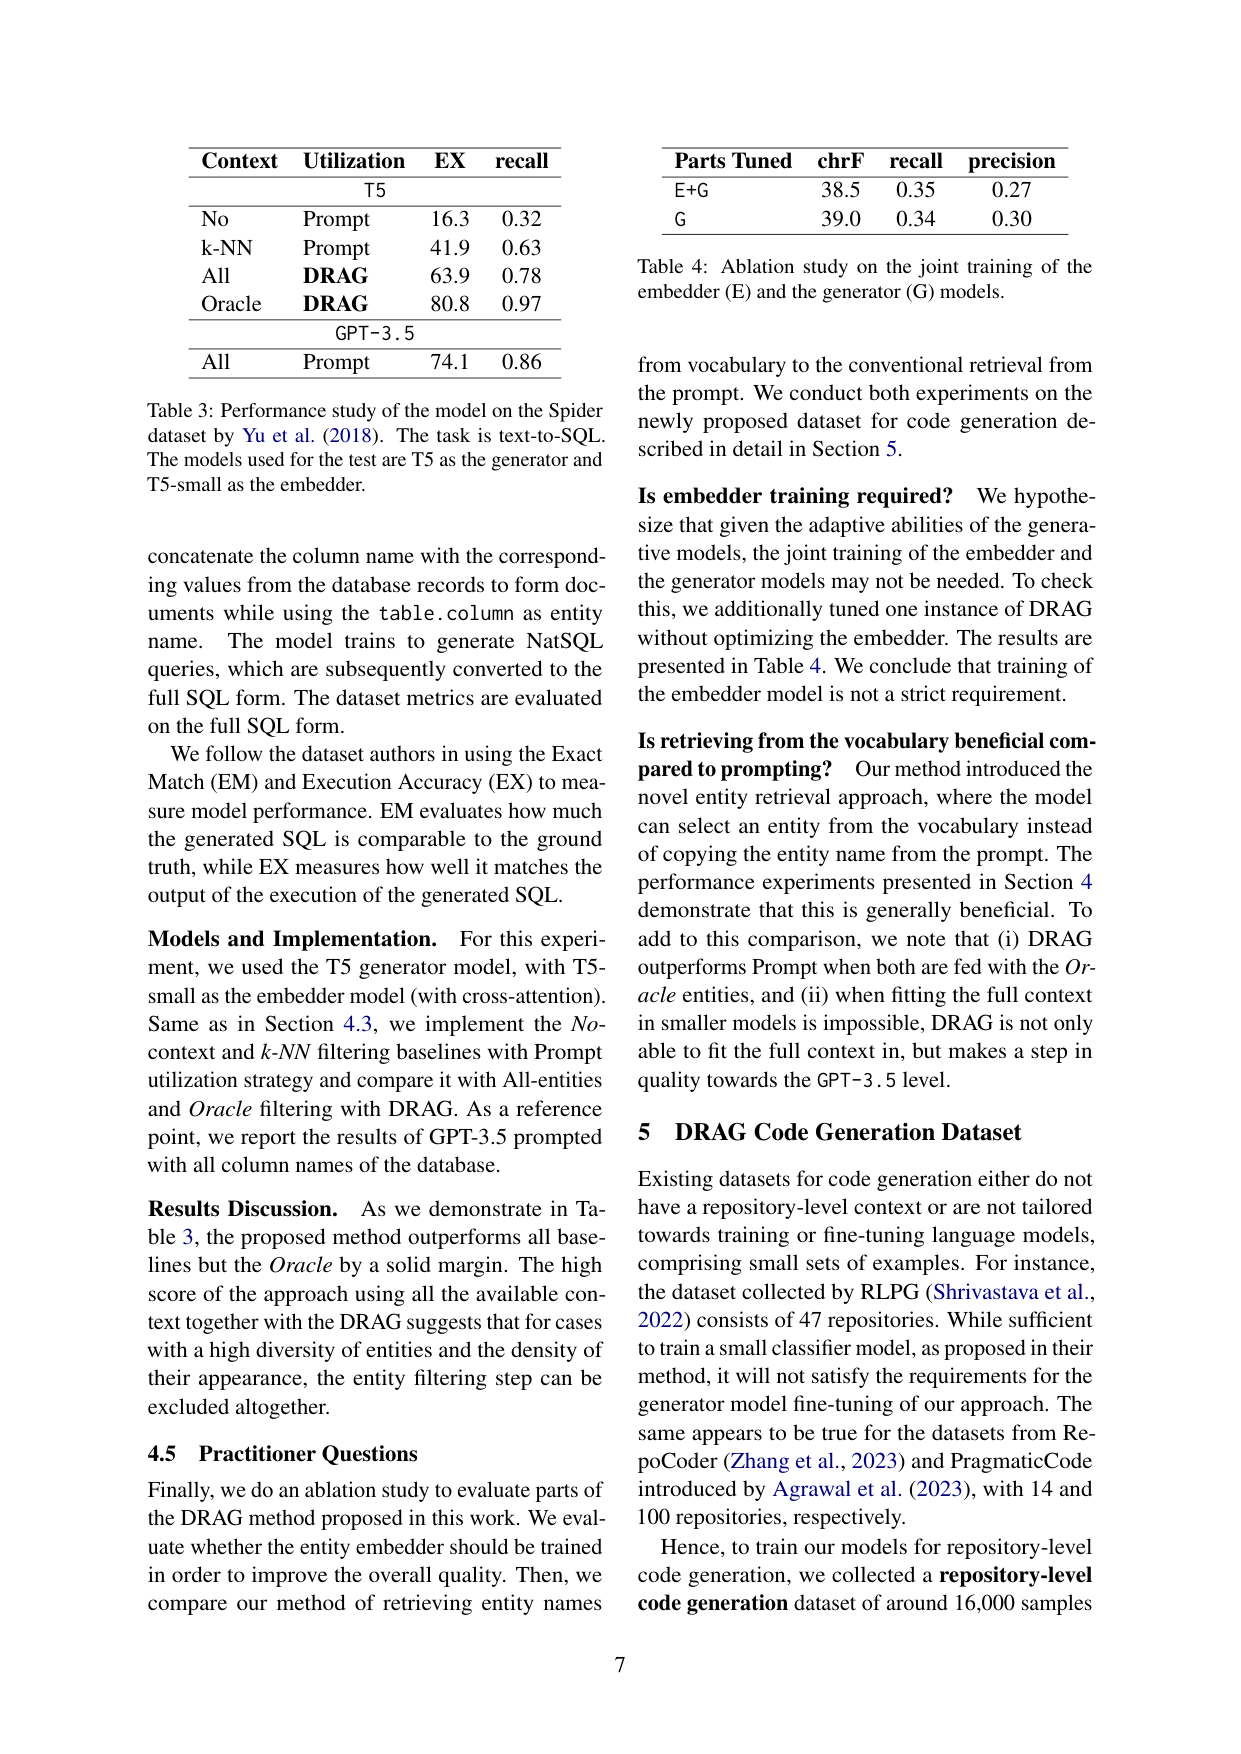 Context Utilization EX recall
T5
No Prompt 16.3 0.32
k-NN Prompt 41.9 0.63
All DRAG 63.9 0.78
Oracle DRAG 80.8 0.97
GPT-3.5
All Prompt 74.1 0.86
Table 3: Performance study of the model on the Spider
dataset by Yu et al. (2018). The task is text-to-SQL.
The models used for the test are T5 as the generator and
T5-small as the embedder.
concatenate the column name with the correspond-
ing values from the database records to form doc-
uments while using the table.column as entity
name. The model trains to generate NatSQL
queries, which are subsequently converted to the
full SQL form. The dataset metrics are evaluated
on the full SQL form.
We follow the dataset authors in using the Exact
Match (EM) and Execution Accuracy (EX) to mea-
sure model performance. EM evaluates how much
the generated SQL is comparable to the ground
truth, while EX measures how well it matches the
output of the execution of the generated SQL.
Models and Implementation. For this experi-
ment, we used the T5 generator model, with T5-
small as the embedder model (with cross-attention).
Same as in Section 4.3, we implement the No-
context and k-NN filtering baselines with Prompt
utilization strategy and compare it with All-entities
and Oracle filtering with DRAG. As a reference
point, we report the results of GPT-3.5 prompted
with all column names of the database.
Results Discussion. As we demonstrate in Ta-
ble 3, the proposed method outperforms all base-
lines but the Oracle by a solid margin. The high
score of the approach using all the available con-
text together with the DRAG suggests that for cases
with a high diversity of entities and the density of
their appearance, the entity filtering step can be
excluded altogether.
4.5 Practitioner Questions
Finally, we do an ablation study to evaluate parts of
the DRAG method proposed in this work. We eval-
uate whether the entity embedder should be trained
in order to improve the overall quality. Then, we
compare our method of retrieving entity names
Parts Tuned chrF recall precision
E+G 38.5 0.35 0.27
G 39.0 0.34 0.30
Table 4: Ablation study on the joint training of the
embedder (E) and the generator (G) models.
from vocabulary to the conventional retrieval from
the prompt. We conduct both experiments on the
newly proposed dataset for code generation de-
scribed in detail in Section 5.
Is embedder training required? We hypothe-
size that given the adaptive abilities of the genera-
tive models, the joint training of the embedder and
the generator models may not be needed. To check
this, we additionally tuned one instance of DRAG
without optimizing the embedder. The results are
presented in Table 4. We conclude that training of
the embedder model is not a strict requirement.
Is retrieving from the vocabulary beneficial com-
pared to prompting? Our method introduced the
novel entity retrieval approach, where the model
can select an entity from the vocabulary instead
of copying the entity name from the prompt. The
performance experiments presented in Section 4
demonstrate that this is generally beneficial. To
add to this comparison, we note that (i) DRAG
outperforms Prompt when both are fed with the Or-
acle entities, and (ii) when fitting the full context
in smaller models is impossible, DRAG is not only
able to fit the full context in, but makes a step in
quality towards the GPT-3.5 level.
5 DRAG Code Generation Dataset
Existing datasets for code generation either do not
have a repository-level context or are not tailored
towards training or fine-tuning language models,
comprising small sets of examples. For instance,
the dataset collected by RLPG (Shrivastava et al.,
2022) consists of 47 repositories. While sufficient
to train a small classifier model, as proposed in their
method, it will not satisfy the requirements for the
generator model fine-tuning of our approach. The
same appears to be true for the datasets from Re-
poCoder (Zhang et al., 2023) and PragmaticCode
introduced by Agrawal et al. (2023), with 14 and
100 repositories, respectively.
Hence, to train our models for repository-level
code generation, we collected a repository-level
code generation dataset of around 16,000 samples
7